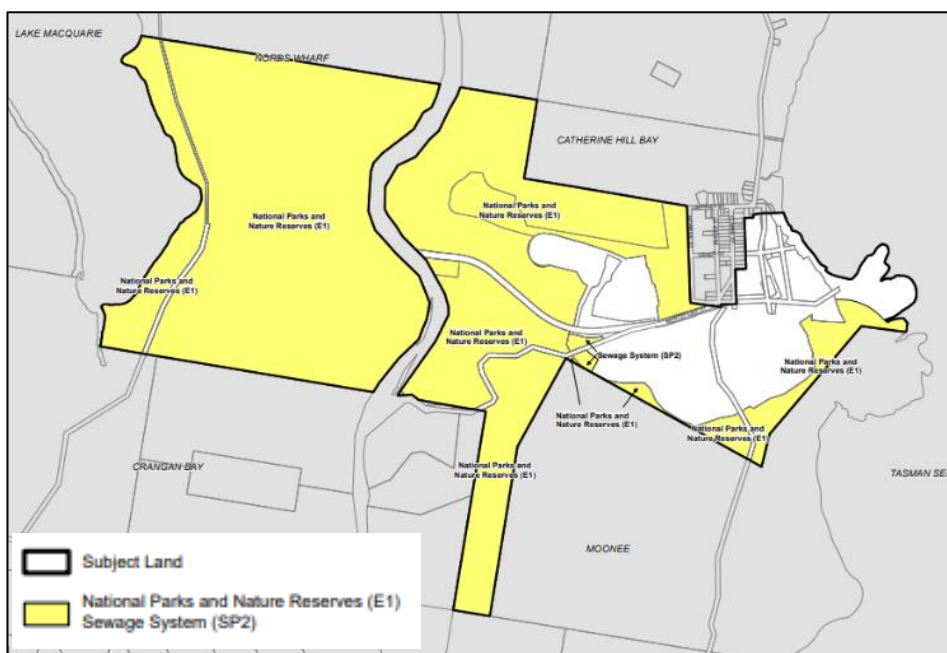 LAKE MACQUARIE
NORDS WHARF
CATHERINE HILL BAY
National Parks and
Nature Reserves (E1)
National Parks and
Nature Reserves (E1)
National Parks and
Nature Reserves (E1)
National Parks and
Nature Reserves (E1)
Sewage System (SP2)
National Parks and
Nature Reserves (E1)
National Parks and
Nature Reserves (E1)
National Parks and
Nature Reserves (E1)
National Parks and
Nature Reserves (E1)
CRANGAN BAY
TASMAN SE
MOONEE
Subject Land
National Parks and Nature Reserves (E1)
Sewage System (SP2)